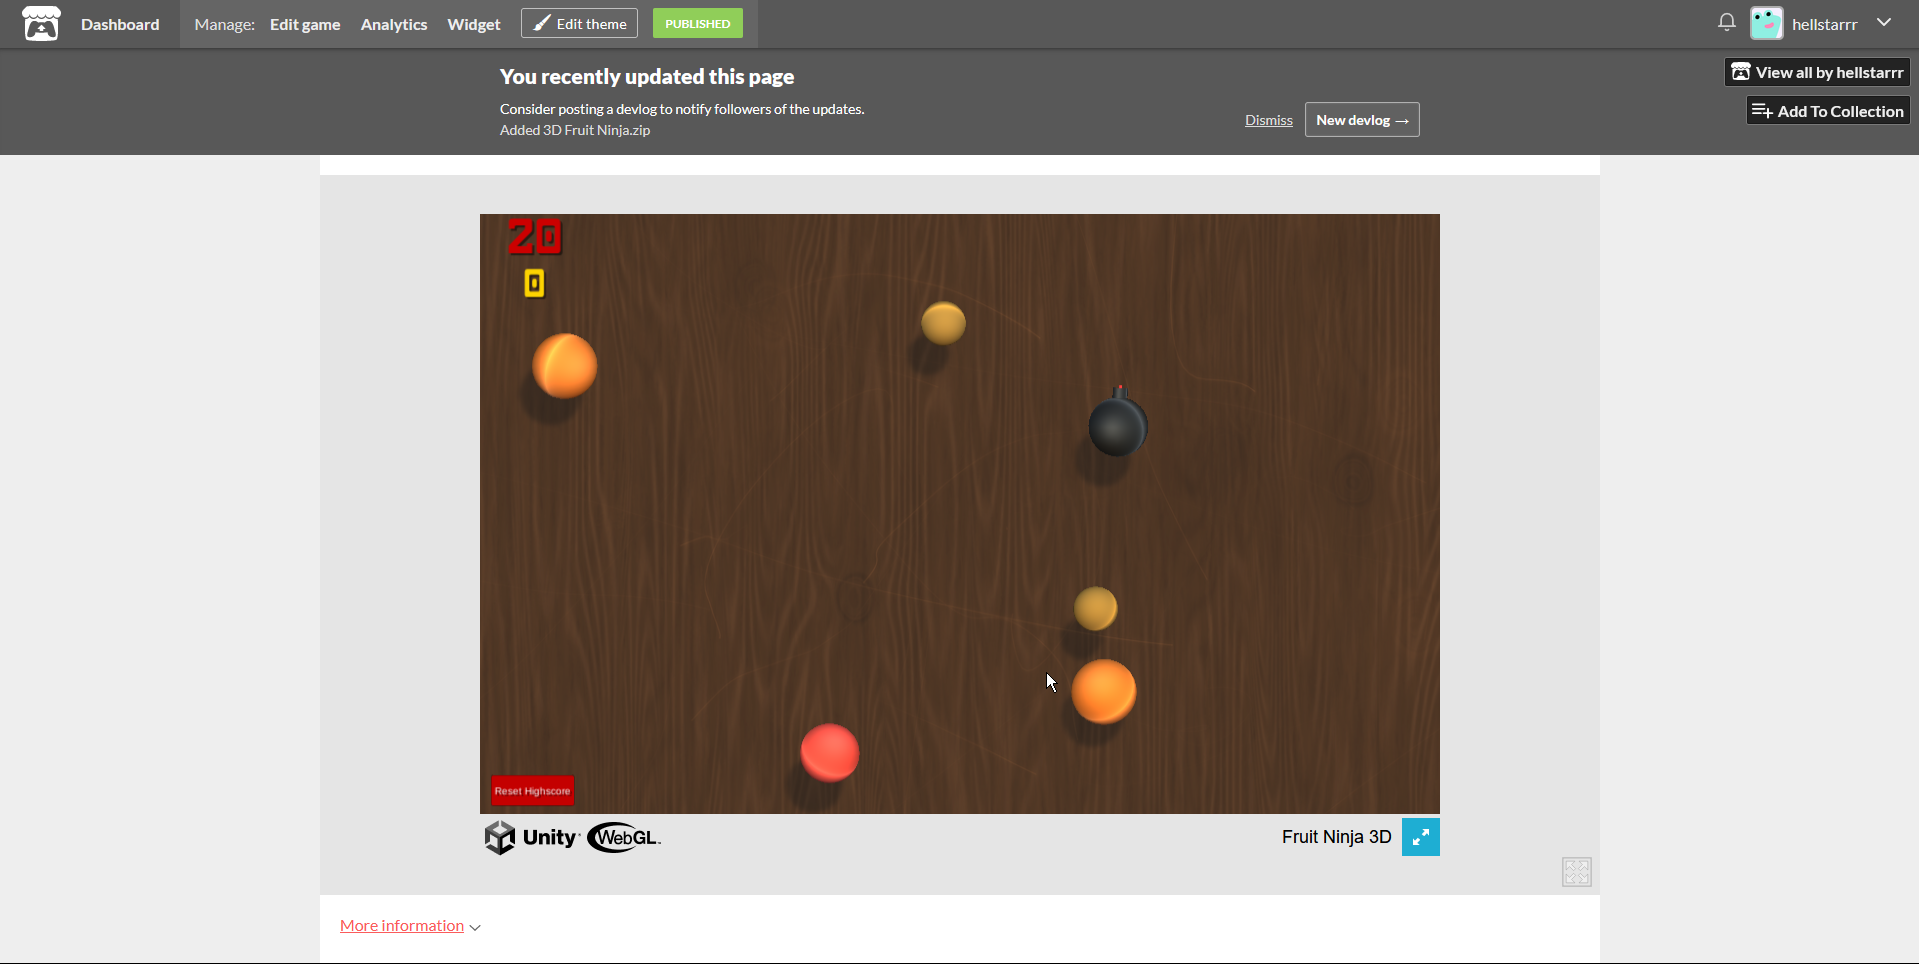 Dashboard
Manage: Edit game Analytics Widget Edit theme PUBLISHED
hellstarrr
You recently updated this page
Consider posting a devlog to notify followers of the updates.
Added 3D Fruit Ninja.zip
Dismiss
New devlog →
View all by hellstarrr
Add To Collection
20
0
Reset Highscore
Unity WebGL
Fruit Ninja 3D
More information